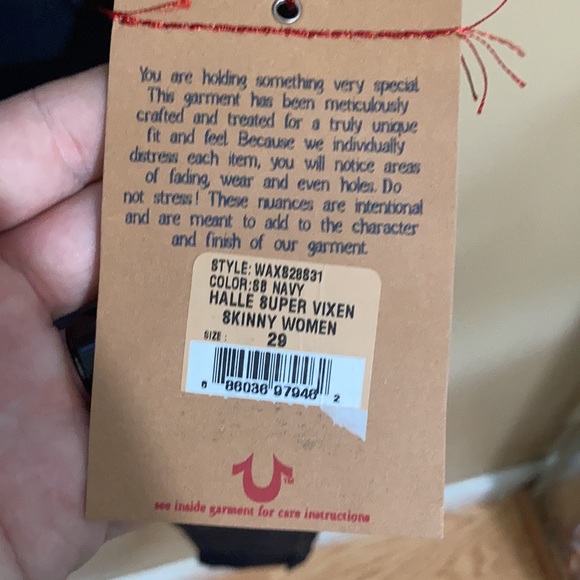 You are holding something very special.
This garment has been meticulously
crafted and treated for a truly unique
fit and feel. Because we individually
distress each item, you will notice areas
of fading, wear and even holes. Do
not stress! These nuances are intentional
and are meant to add to the character
and finish of our garment.
STYLE: WAX828831
COLOR:SB NAVY
HALLE SUPER VIXEN
SKINNY WOMEN
SIZE : 29
6 86036 97946 2
TM
see inside garment for care instructions